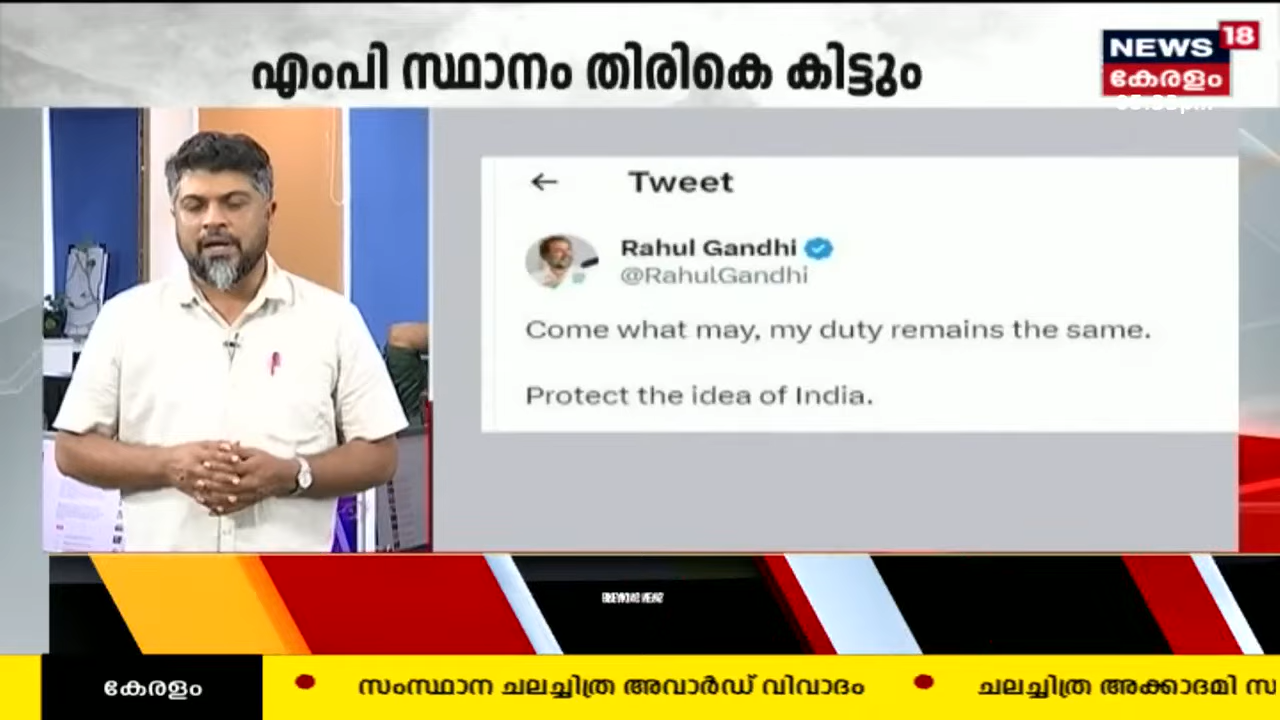 എംപി സ്ഥാനം തിരികെ കിട്ടും
NEWS 18
കേരളം
Tweet
Rahul Gandhi
@RahulGandhi
Come what may, my duty remains the same.
Protect the idea of India.
കേരളം
സംസ്ഥാന ചലച്ചിത്ര അവാർഡ് വിവാദം
ചലച്ചിത്ര അക്കാദമി